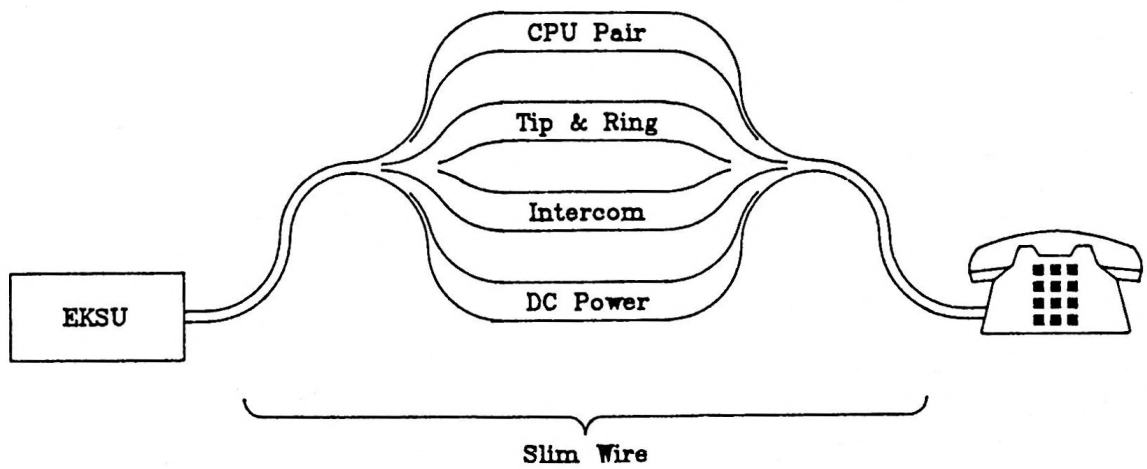 CPU Pair
Tip & Ring
Intercom
DC Power
EKSU
Slim Wire